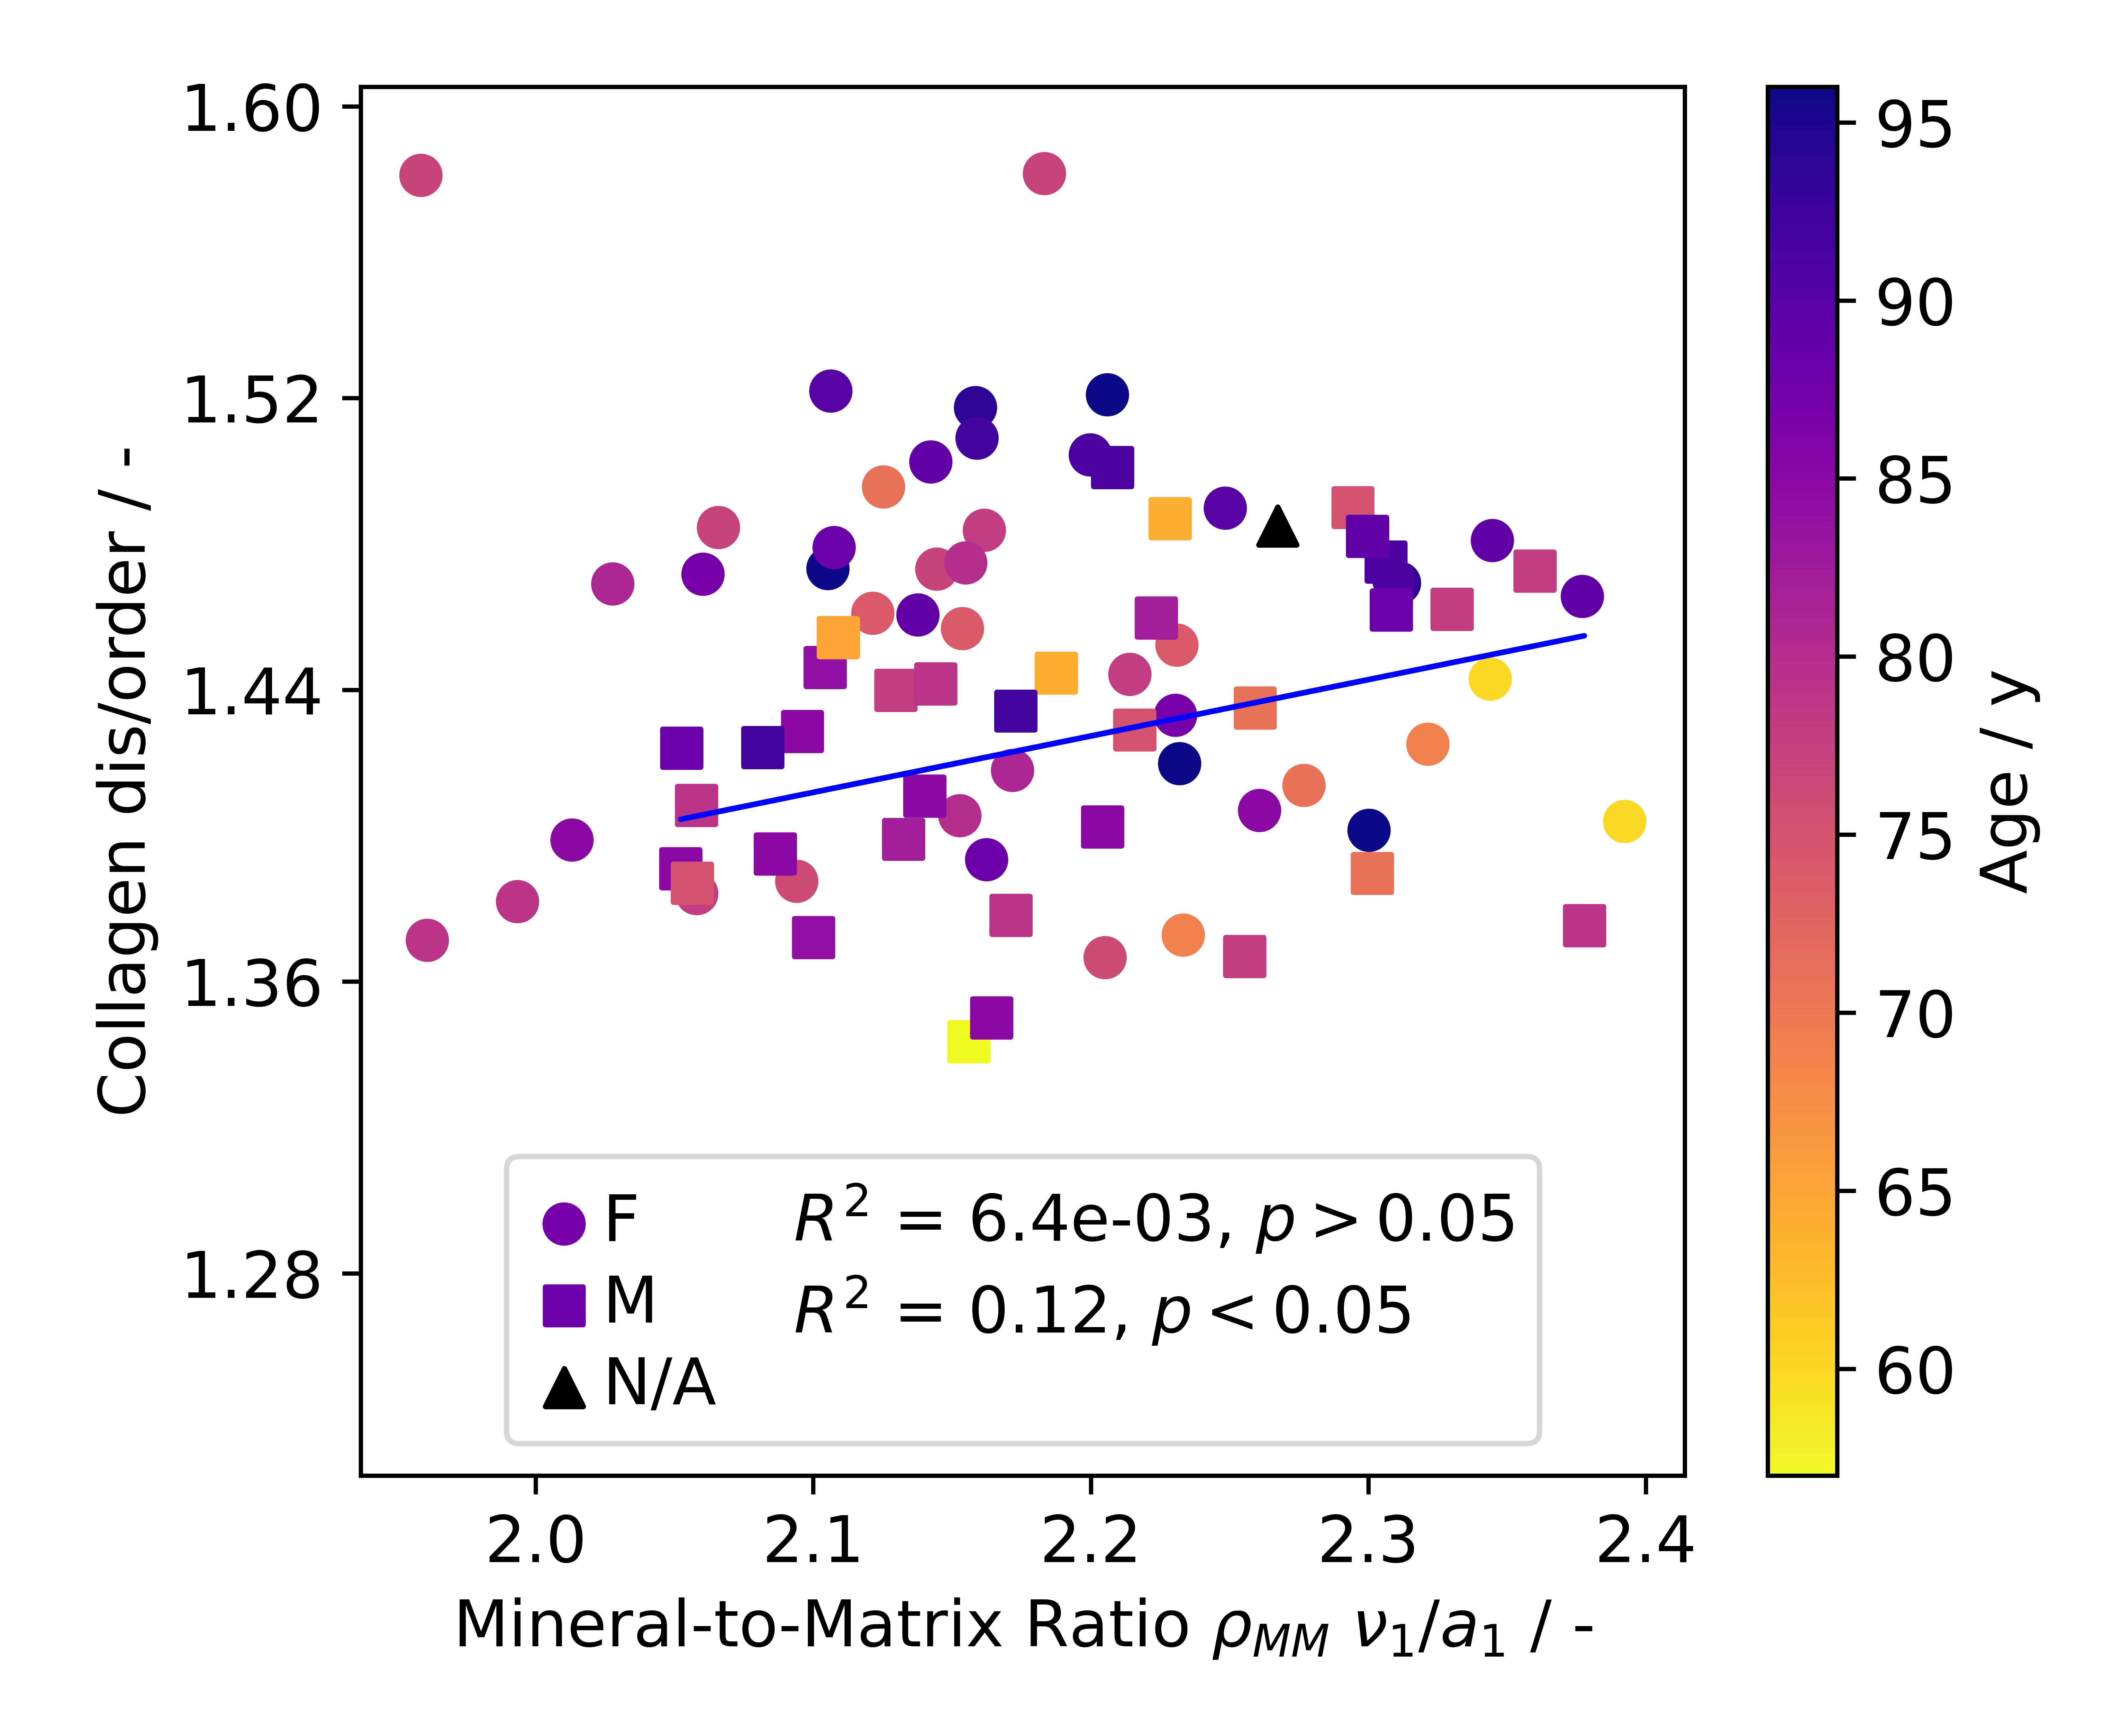 1.60
1.52
1.44
1.36
1.28
Collagen dis/order / -
F R² = 6.4e-03, p > 0.05
M R² = 0.12, p < 0.05
N/A
2.0 2.1 2.2 2.3 2.4
Mineral-to-Matrix Ratio ρMM ν₁/a₁ / -
95
90
85
80
75
70
65
60
Age / y